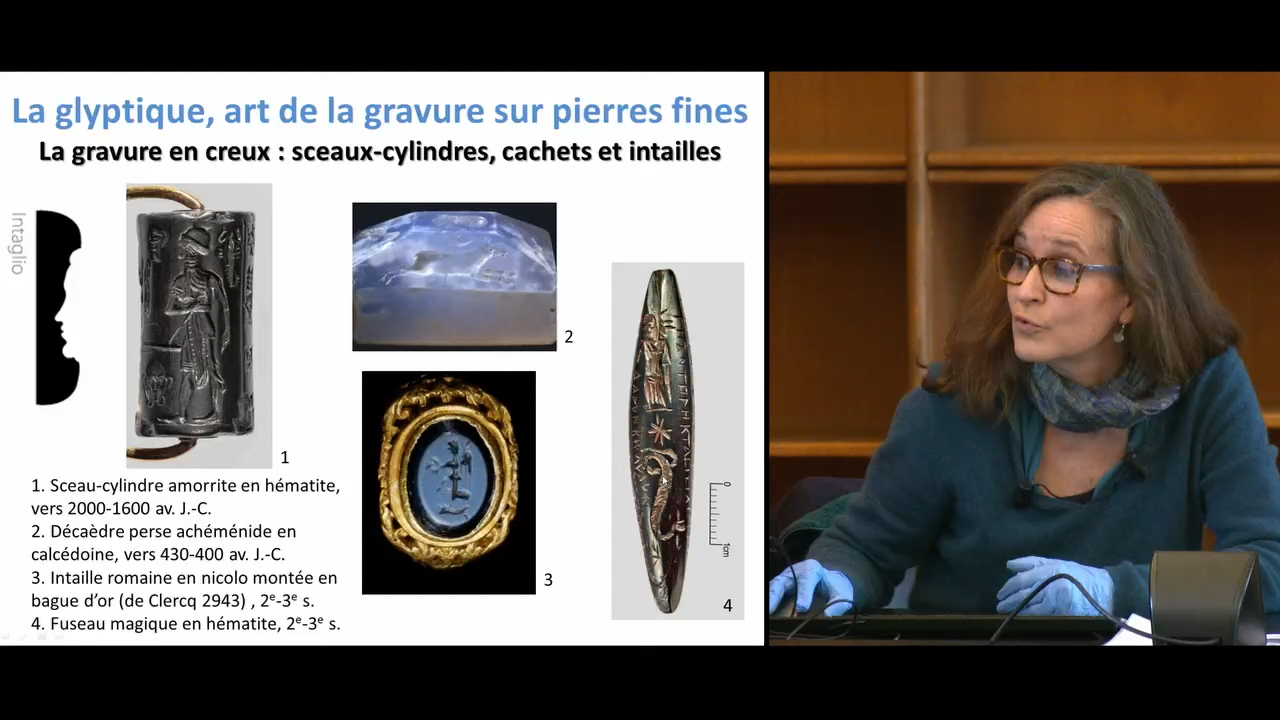 La glyptique, art de la gravure sur pierres fines
La gravure en creux : sceaux-cylindres, cachets et intailles
Intaglio
1
2
3
4
0
1cm
1. Sceau-cylindre amorrite en hématite,
vers 2000-1600 av. J.-C.
2. Décaèdre perse achéménide en
calcédoine, vers 430-400 av. J.-C.
3. Intaille romaine en nicolo montée en
bague d’or (de Clercq 2943) , 2e-3e s.
4. Fuseau magique en hématite, 2e-3e s.